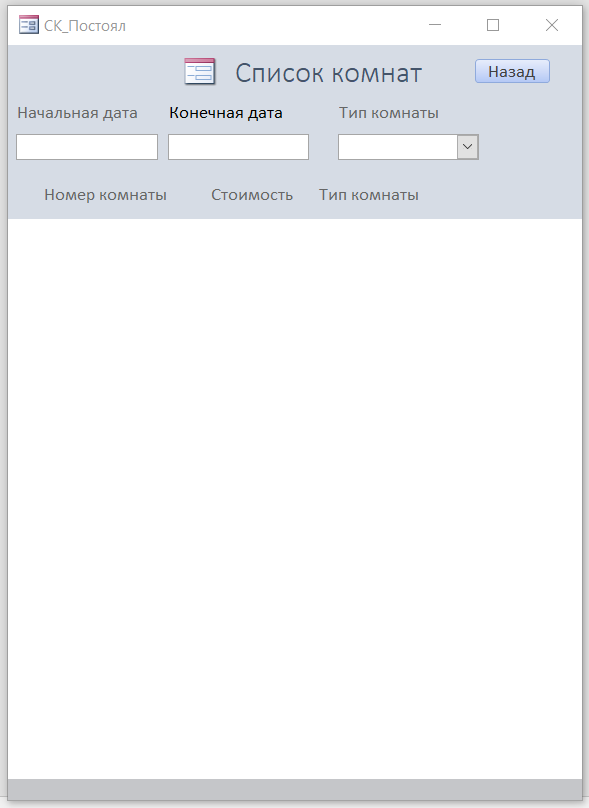 СК_Постоял
Список комнат
Назад
Начальная дата Конечная дата Тип комнаты
Номер комнаты Стоимость Тип комнаты